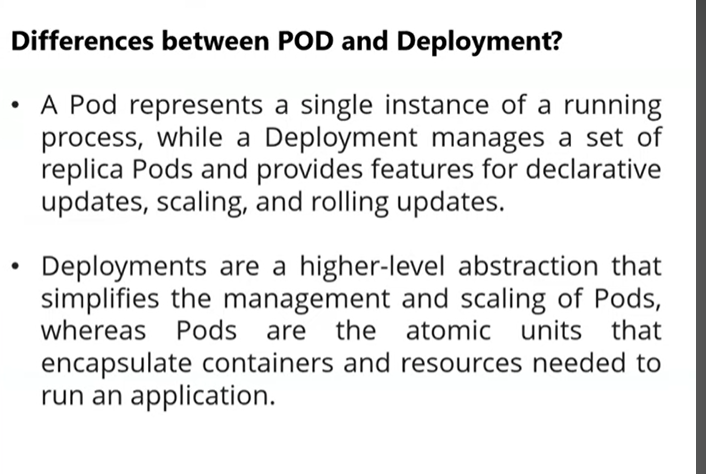 Differences between POD and Deployment?
• A Pod represents a single instance of a running
process, while a Deployment manages a set of
replica Pods and provides features for declarative
updates, scaling, and rolling updates.
• Deployments are a higher-level abstraction that
simplifies the management and scaling of Pods,
whereas Pods are the atomic units that
encapsulate containers and resources needed to
run an application.